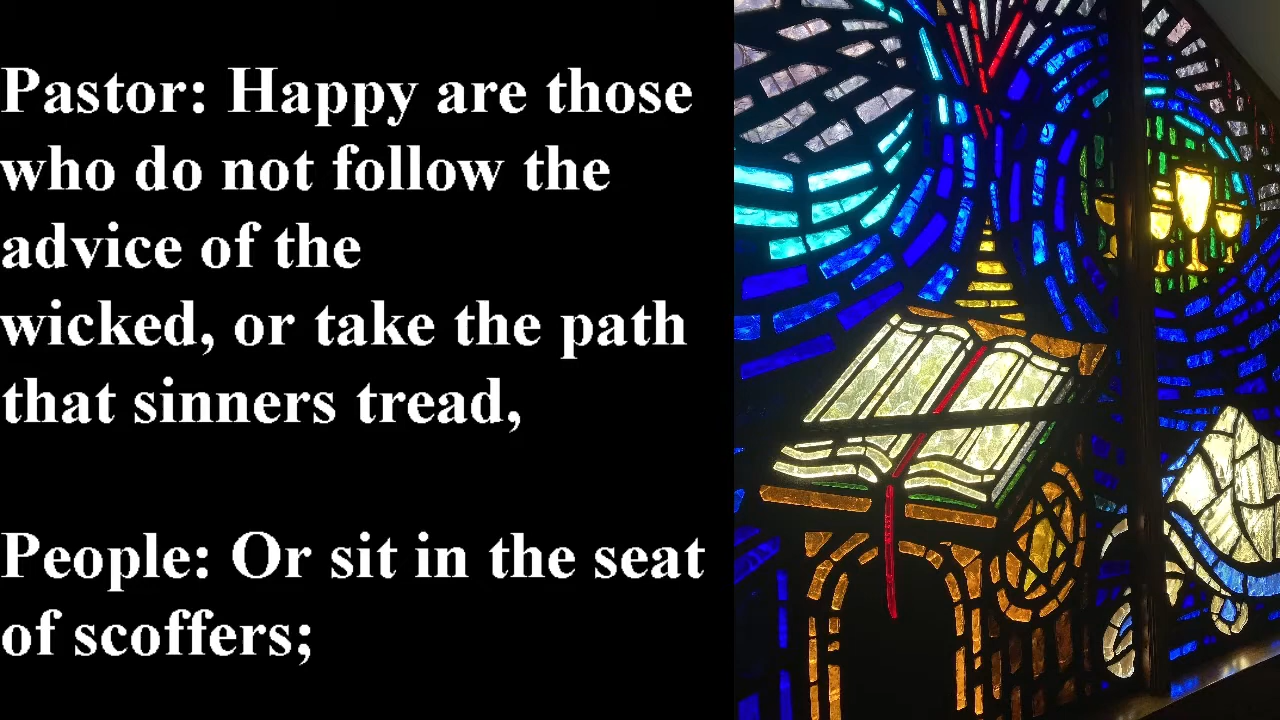 Pastor: Happy are those
who do not follow the
advice of the
wicked, or take the path
that sinners tread,
People: Or sit in the seat
of scoffers;